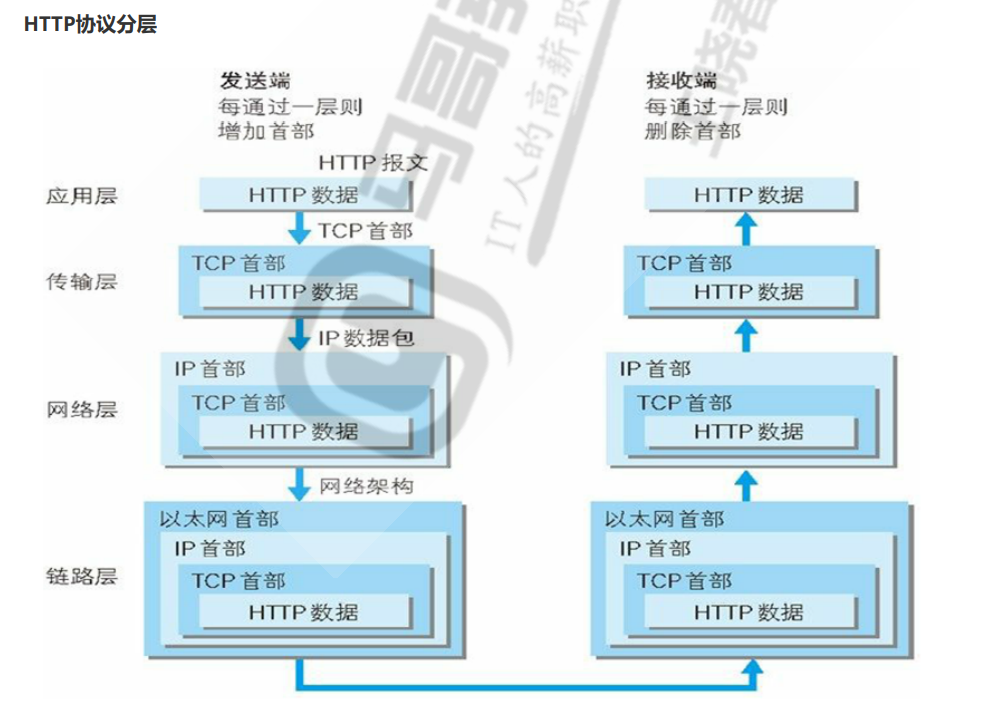 HTTP协议分层
发送端
每通过一层则
增加首部
接收端
每通过一层则
删除首部
HTTP 报文
应用层
HTTP 数据
HTTP 数据
TCP 首部
传输层
TCP 首部
HTTP 数据
TCP 首部
HTTP 数据
IP 数据包
网络层
IP 首部
TCP 首部
HTTP 数据
IP 首部
TCP 首部
HTTP 数据
网络架构
链路层
以太网首部
IP 首部
TCP 首部
HTTP 数据
以太网首部
IP 首部
TCP 首部
HTTP 数据
IT人的高薪职